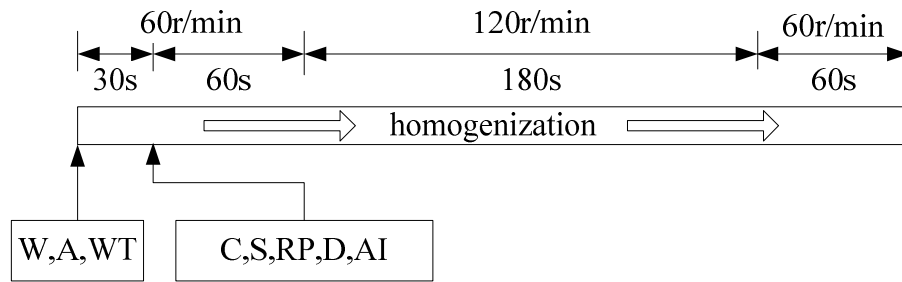 60r/min 120r/min 60r/min
30s 60s 180s 60s
homogenization
W,A,WT C,S,RP,D,AI